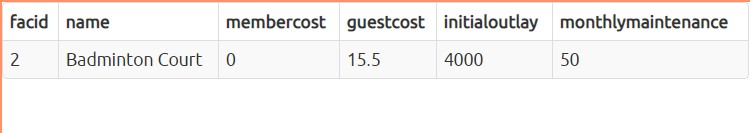 facid name membercost guestcost initialoutlay monthlymaintenance
2 Badminton Court 0 15.5 4000 50